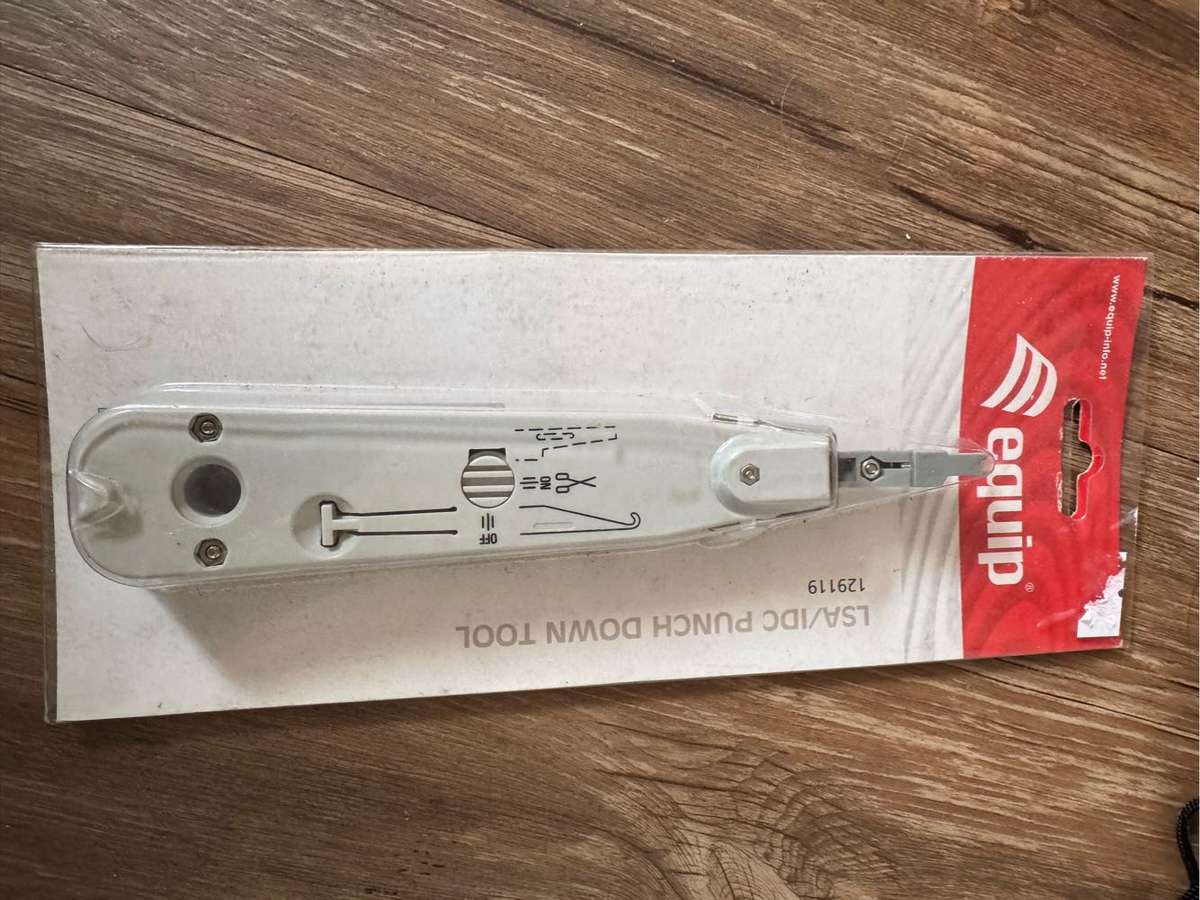 www.equip-info.net
equip®
LSA/IDC PUNCH DOWN TOOL
129119
ON
OFF